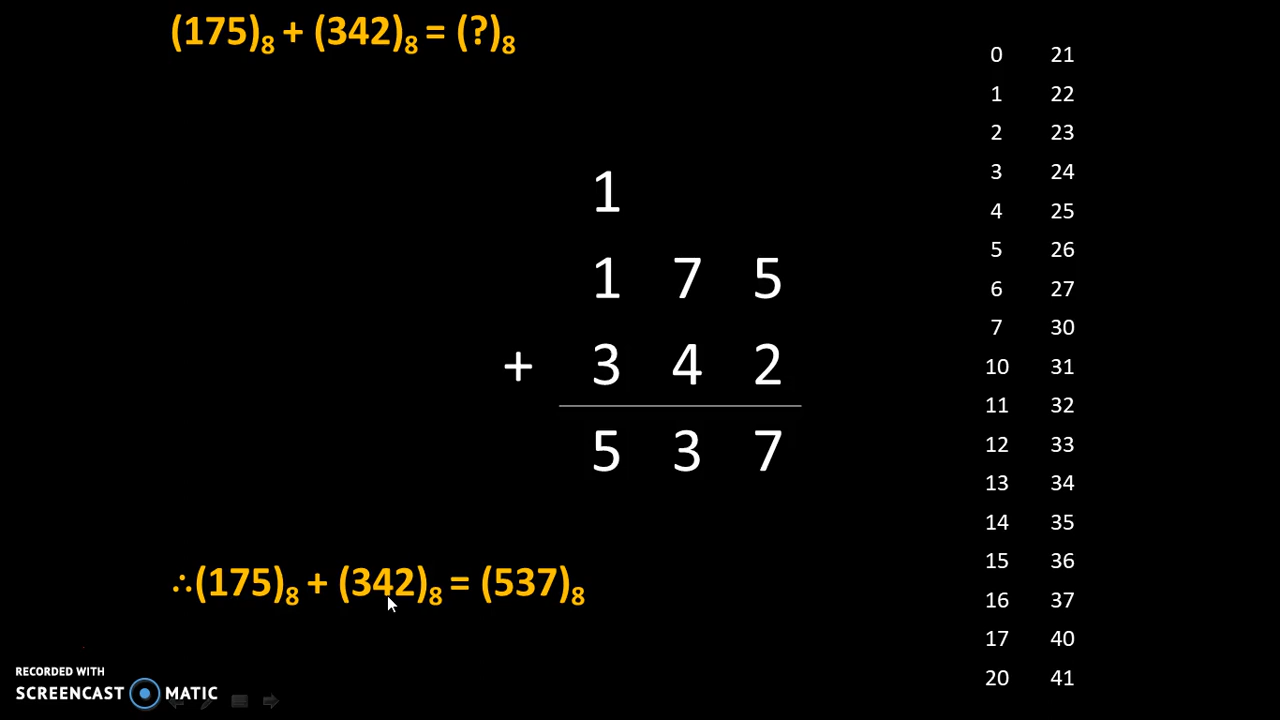 (175)₈ + (342)₈ = (?)₈
1
1 7 5
+ 3 4 2
5 3 7
∴(175)₈ + (342)₈ = (537)₈
0 21
1 22
2 23
3 24
4 25
5 26
6 27
7 30
10 31
11 32
12 33
13 34
14 35
15 36
16 37
17 40
20 41
RECORDED WITH
SCREENCAST MATIC